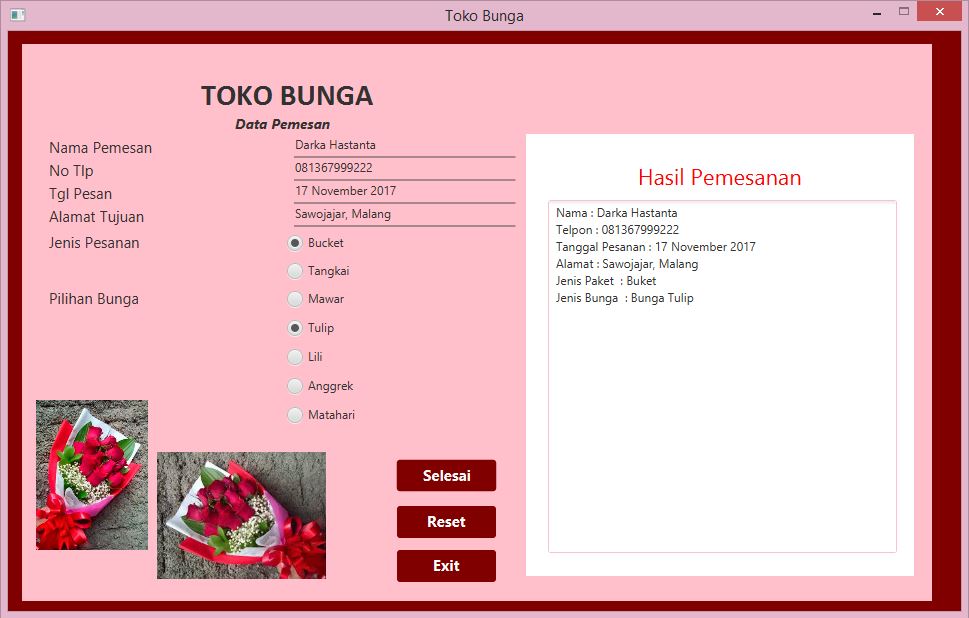 Toko Bunga
TOKO BUNGA
Data Pemesan
Nama Pemesan Darka Hastanta
No Tlp 081367999222
Tgl Pesan 17 November 2017
Alamat Tujuan Sawojajar, Malang
Jenis Pesanan Bucket
Tangkai
Pilihan Bunga Mawar
Tulip
Lili
Anggrek
Matahari
Selesai
Reset
Exit
Hasil Pemesanan
Nama : Darka Hastanta
Telpon : 081367999222
Tanggal Pesanan : 17 November 2017
Alamat : Sawojajar, Malang
Jenis Paket : Buket
Jenis Bunga : Bunga Tulip